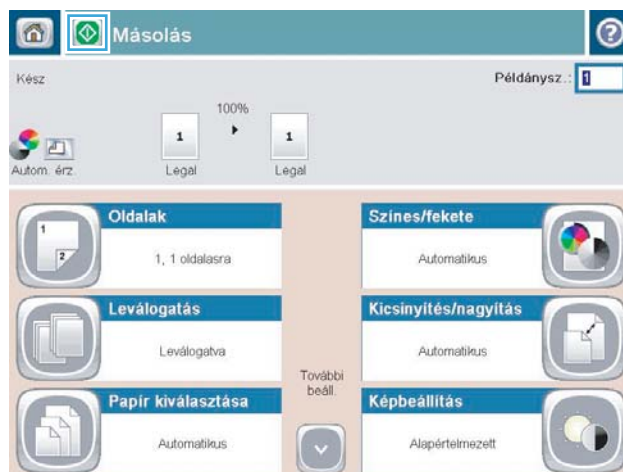 Másolás
Kész
Példánysz.: 1
100%
1 1
Autom. érz. Legal Legal
Oldalak
1, 1 oldalasra
Színes/fekete
Automatikus
Leválogatás
Leválogatva
Kicsinyítés/nagyítás
Automatikus
További
beáll.
Papír kiválasztása
Automatikus
Képbeállítás
Alapértelmezett